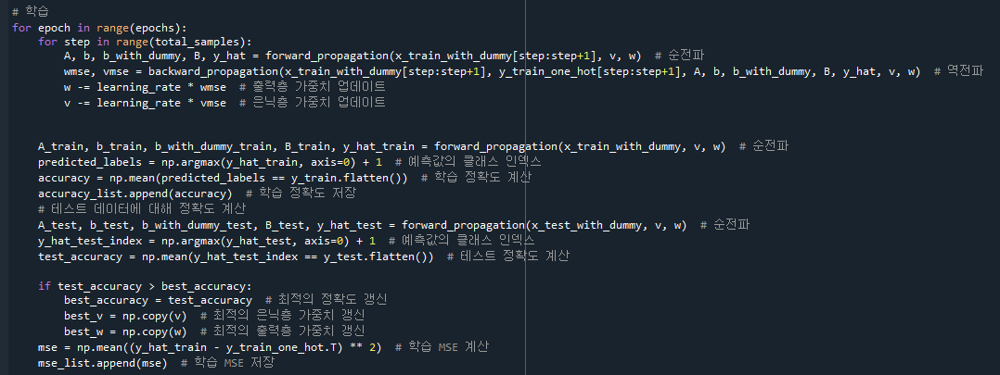 # 학습
for epoch in range(epochs):
    for step in range(total_samples):
        A, b, b_with_dummy, B, y_hat = forward_propagation(x_train_with_dummy[step:step+1], v, w)  # 순전파
        wmse, vmse = backward_propagation(x_train_with_dummy[step:step+1], y_train_one_hot[step:step+1], A, b, b_with_dummy, B, y_hat, v, w)  # 역전파
        w -= learning_rate * wmse  # 출력층 가중치 업데이트
        v -= learning_rate * vmse  # 은닉층 가중치 업데이트
    A_train, b_train, b_with_dummy_train, B_train, y_hat_train = forward_propagation(x_train_with_dummy, v, w)  # 순전파
    predicted_labels = np.argmax(y_hat_train, axis=0) + 1  # 예측값의 클래스 인덱스
    accuracy = np.mean(predicted_labels == y_train.flatten())  # 학습 정확도 계산
    accuracy_list.append(accuracy)  # 학습 정확도 저장
    # 테스트 데이터에 대해 정확도 계산
    A_test, b_test, b_with_dummy_test, B_test, y_hat_test = forward_propagation(x_test_with_dummy, v, w)  # 순전파
    y_hat_test_index = np.argmax(y_hat_test, axis=0) + 1  # 예측값의 클래스 인덱스
    test_accuracy = np.mean(y_hat_test_index == y_test.flatten())  # 테스트 정확도 계산
    if test_accuracy > best_accuracy:
        best_accuracy = test_accuracy  # 최적의 정확도 갱신
        best_v = np.copy(v)  # 최적의 은닉층 가중치 갱신
        best_w = np.copy(w)  # 최적의 출력층 가중치 갱신
    mse = np.mean((y_hat_train - y_train_one_hot.T) ** 2)  # 학습 MSE 계산
    mse_list.append(mse)  # 학습 MSE 저장